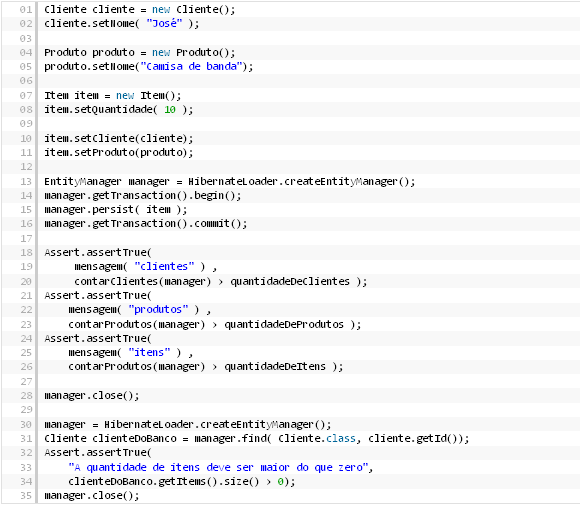 01 Cliente cliente = new Cliente();
02 cliente.setNome( "José" );
03
04 Produto produto = new Produto();
05 produto.setNome("Camisa de banda");
06
07 Item item = new Item();
08 item.setQuantidade( 10 );
09
10 item.setCliente(cliente);
11 item.setProduto(produto);
12
13 EntityManager manager = HibernateLoader.createEntityManager();
14 manager.getTransaction().begin();
15 manager.persist( item );
16 manager.getTransaction().commit();
17
18 Assert.assertTrue(
19 mensagem( "clientes" ) ,
20 contarClientes(manager) > quantidadeDeClientes );
21 Assert.assertTrue(
22 mensagem( "produtos" ) ,
23 contarProdutos(manager) > quantidadeDeProdutos );
24 Assert.assertTrue(
25 mensagem( "itens" ) ,
26 contarProdutos(manager) > quantidadeDeItens );
27
28 manager.close();
29
30 manager = HibernateLoader.createEntityManager();
31 Cliente clienteDoBanco = manager.find( Cliente.class, cliente.getId());
32 Assert.assertTrue(
33 "A quantidade de itens deve ser maior do que zero",
34 clienteDoBanco.getItems().size() > 0);
35 manager.close();